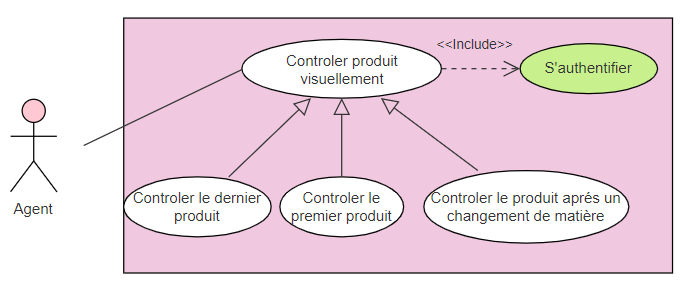 <<Include>>
Controler produit
visuellement
S'authentifier
Agent
Controler le dernier
produit
Controler le
premier produit
Controler le produit aprés un
changement de matière